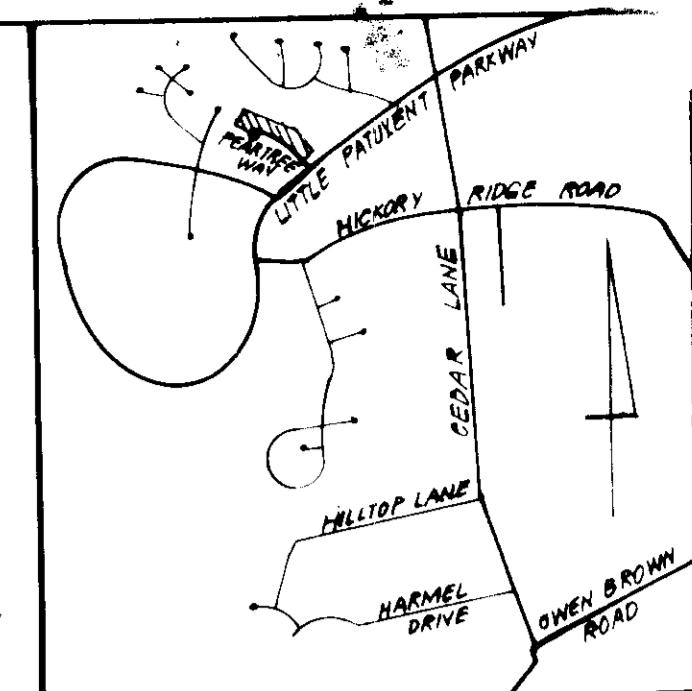 PEARTREE
WAY
LITTLE PATUXENT PARKWAY
HICKORY RIDGE ROAD
CEDAR LANE
HILLTOP LANE
HARMEL
DRIVE
OWEN BROWN
ROAD